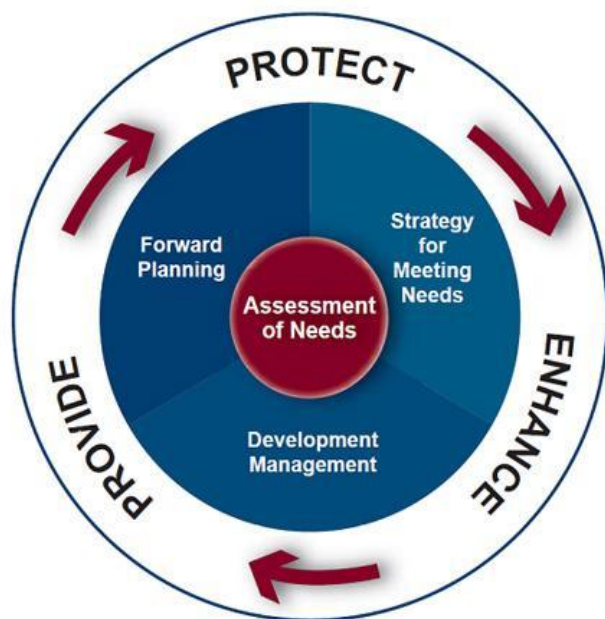 PROTECT
Forward
Planning
Strategy
for
Meeting
Needs
Assessment
of Needs
Development
Management
PROVIDE
ENHANCE